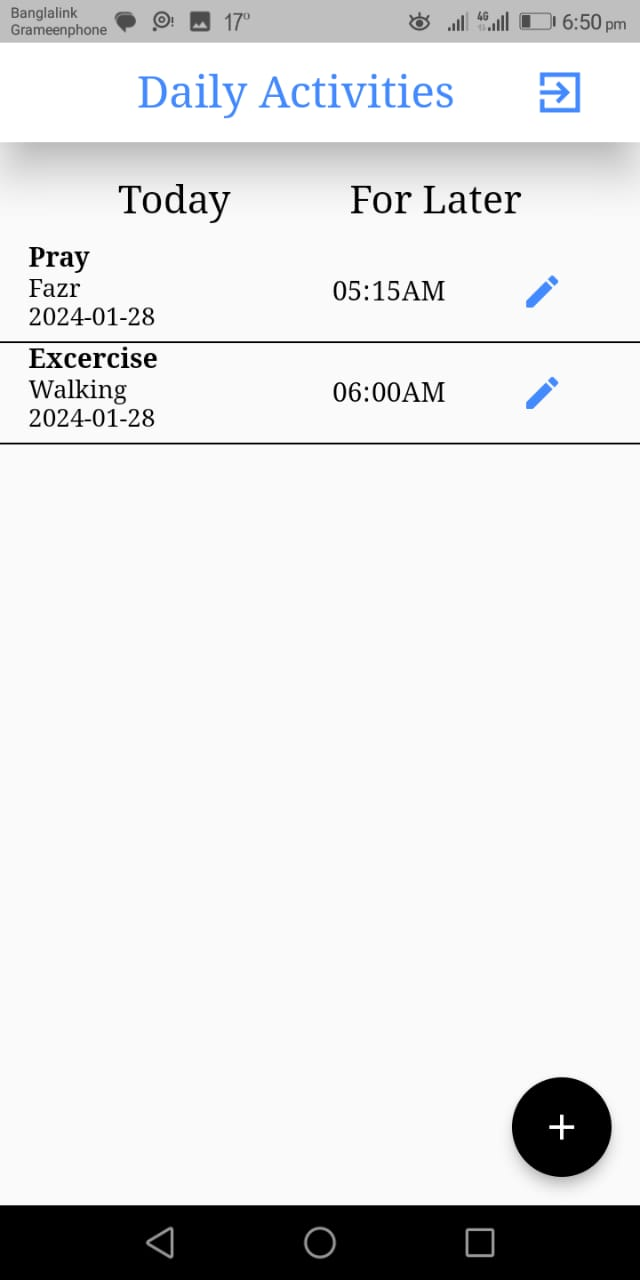 Banglalink
Grameenphone
17°
4G
6:50 pm
Daily Activities
Today For Later
Pray
Fazr
2024-01-28
05:15AM
Excercise
Walking
2024-01-28
06:00AM
+